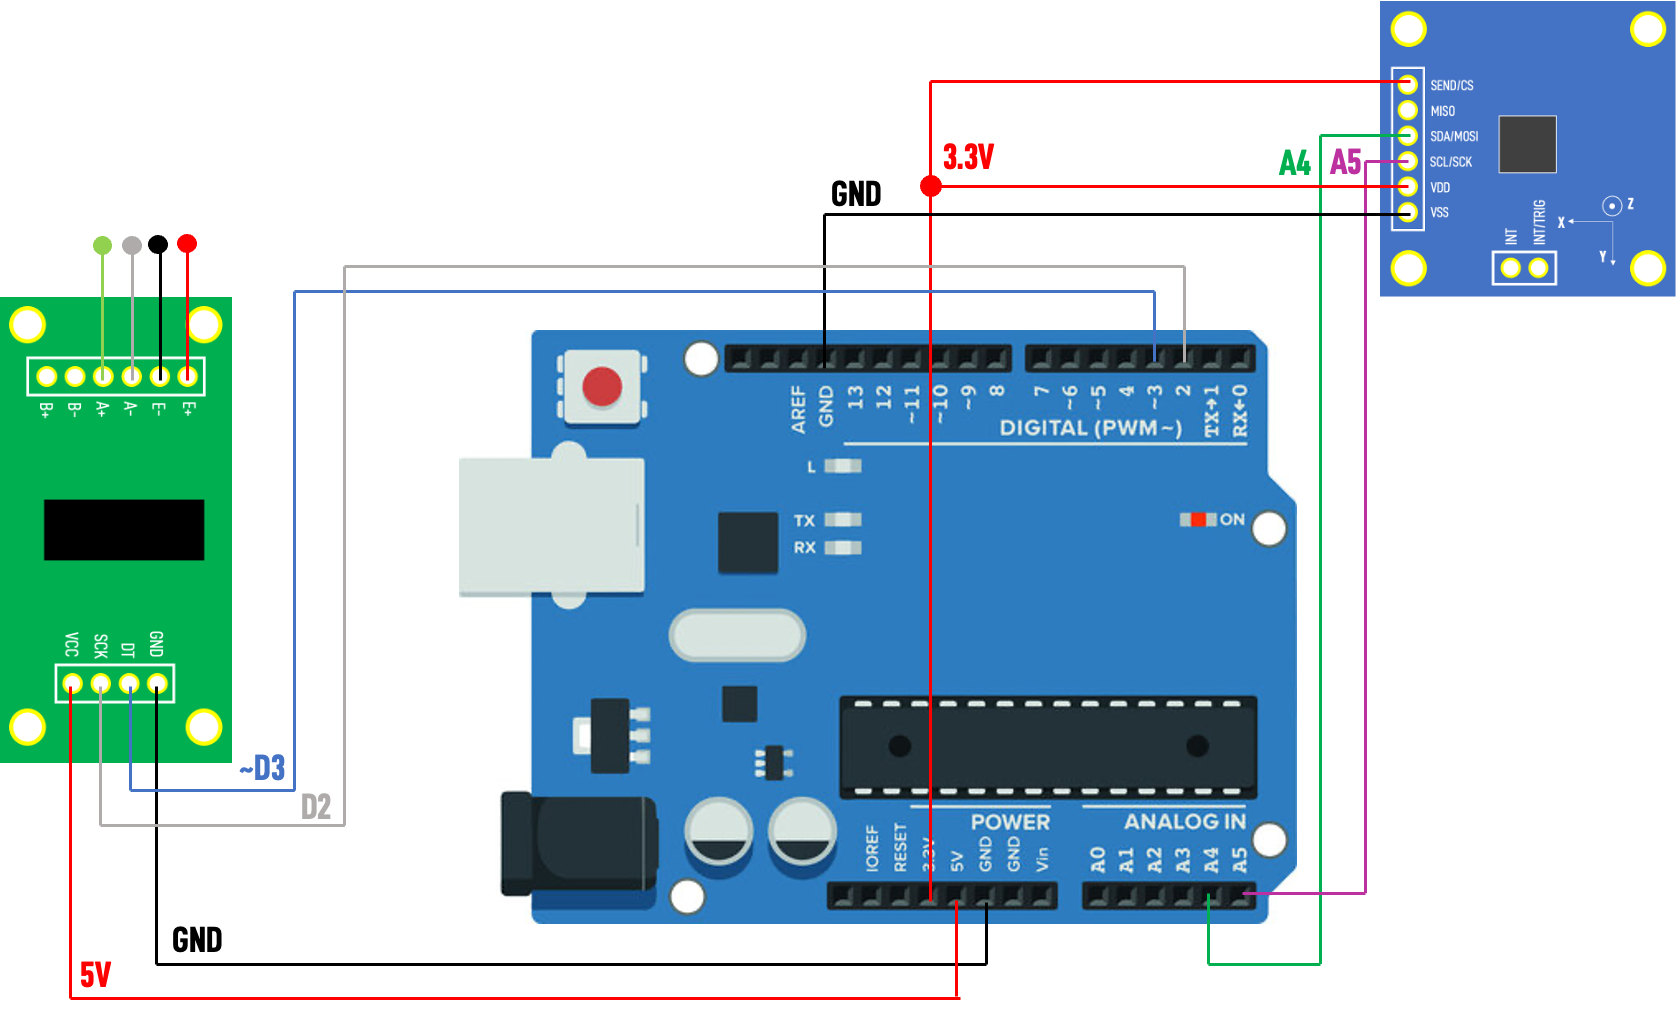 SEND/CS
MISO
SDA/MOSI
SCL/SCK
VDD
VSS
INT
INT/TRIG
Z
X
Y
3.3V
A4
A5
GND
B+
B-
A+
A-
E-
E+
VCC
SCK
DT
GND
~D3
D2
GND
5V
AREF
GND
13
12
~11
~10
~9
8
7
~6
~5
4
~3
2
TX→1
RX←0
DIGITAL (PWM~)
L
TX
RX
ON
POWER
ANALOG IN
IOREF
RESET
3.3V
5V
GND
GND
Vin
A0
A1
A2
A3
A4
A5